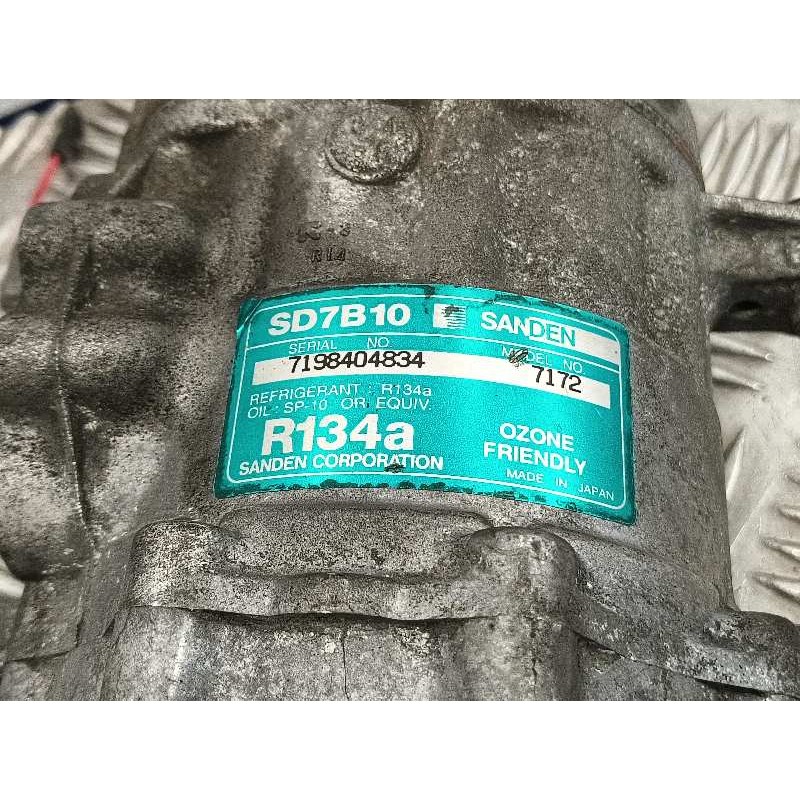 R14
SD7B10 SANDEN
SERIAL NO MODEL NO.
7198404834 7172
REFRIGERANT : R134a
OIL : SP-10 OR EQUIV.
R134a OZONE
FRIENDLY
SANDEN CORPORATION MADE IN JAPAN